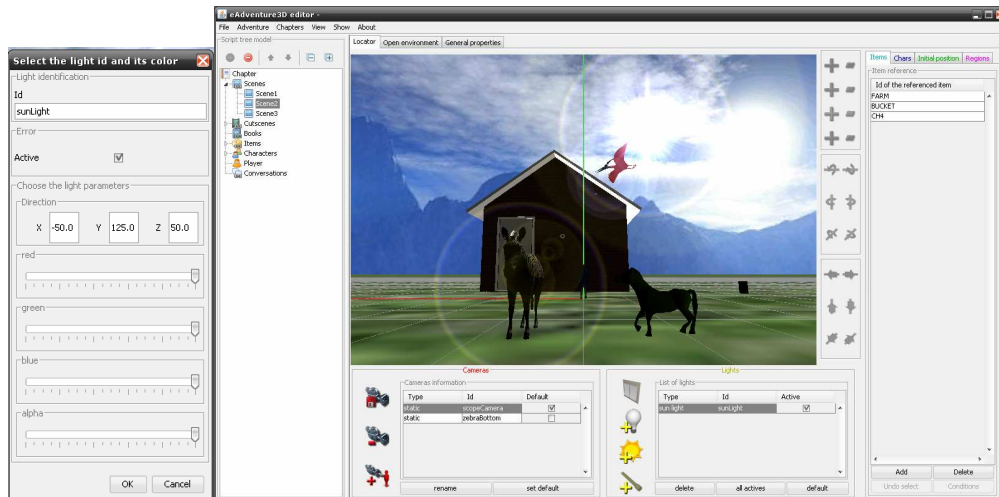 Select the light id and its color
Light identification
Id
sunLight
Error
Active
Choose the light parameters
Direction
X -50.0 Y 125.0 Z 50.0
red
green
blue
alpha
OK Cancel
eAdventure3D editor -
File Adventure Chapters View Show About
Script tree model
Chapter
Scenes
Scene1
Scene2
Scene3
Cutscenes
Books
Items
Characters
Player
Conversations
Locator Open environment General properties
Cameras
Cameras information
Type Id Default
static scopeCamera
static zebraBottom
rename set default
Lights
List of lights
Type Id Active
sun light sunLight
delete all actives default
Items Chars Initial position Regions
Item reference
Id of the referenced item
FARM
BUCKET
CH4
Add Delete
Undo select Conditions